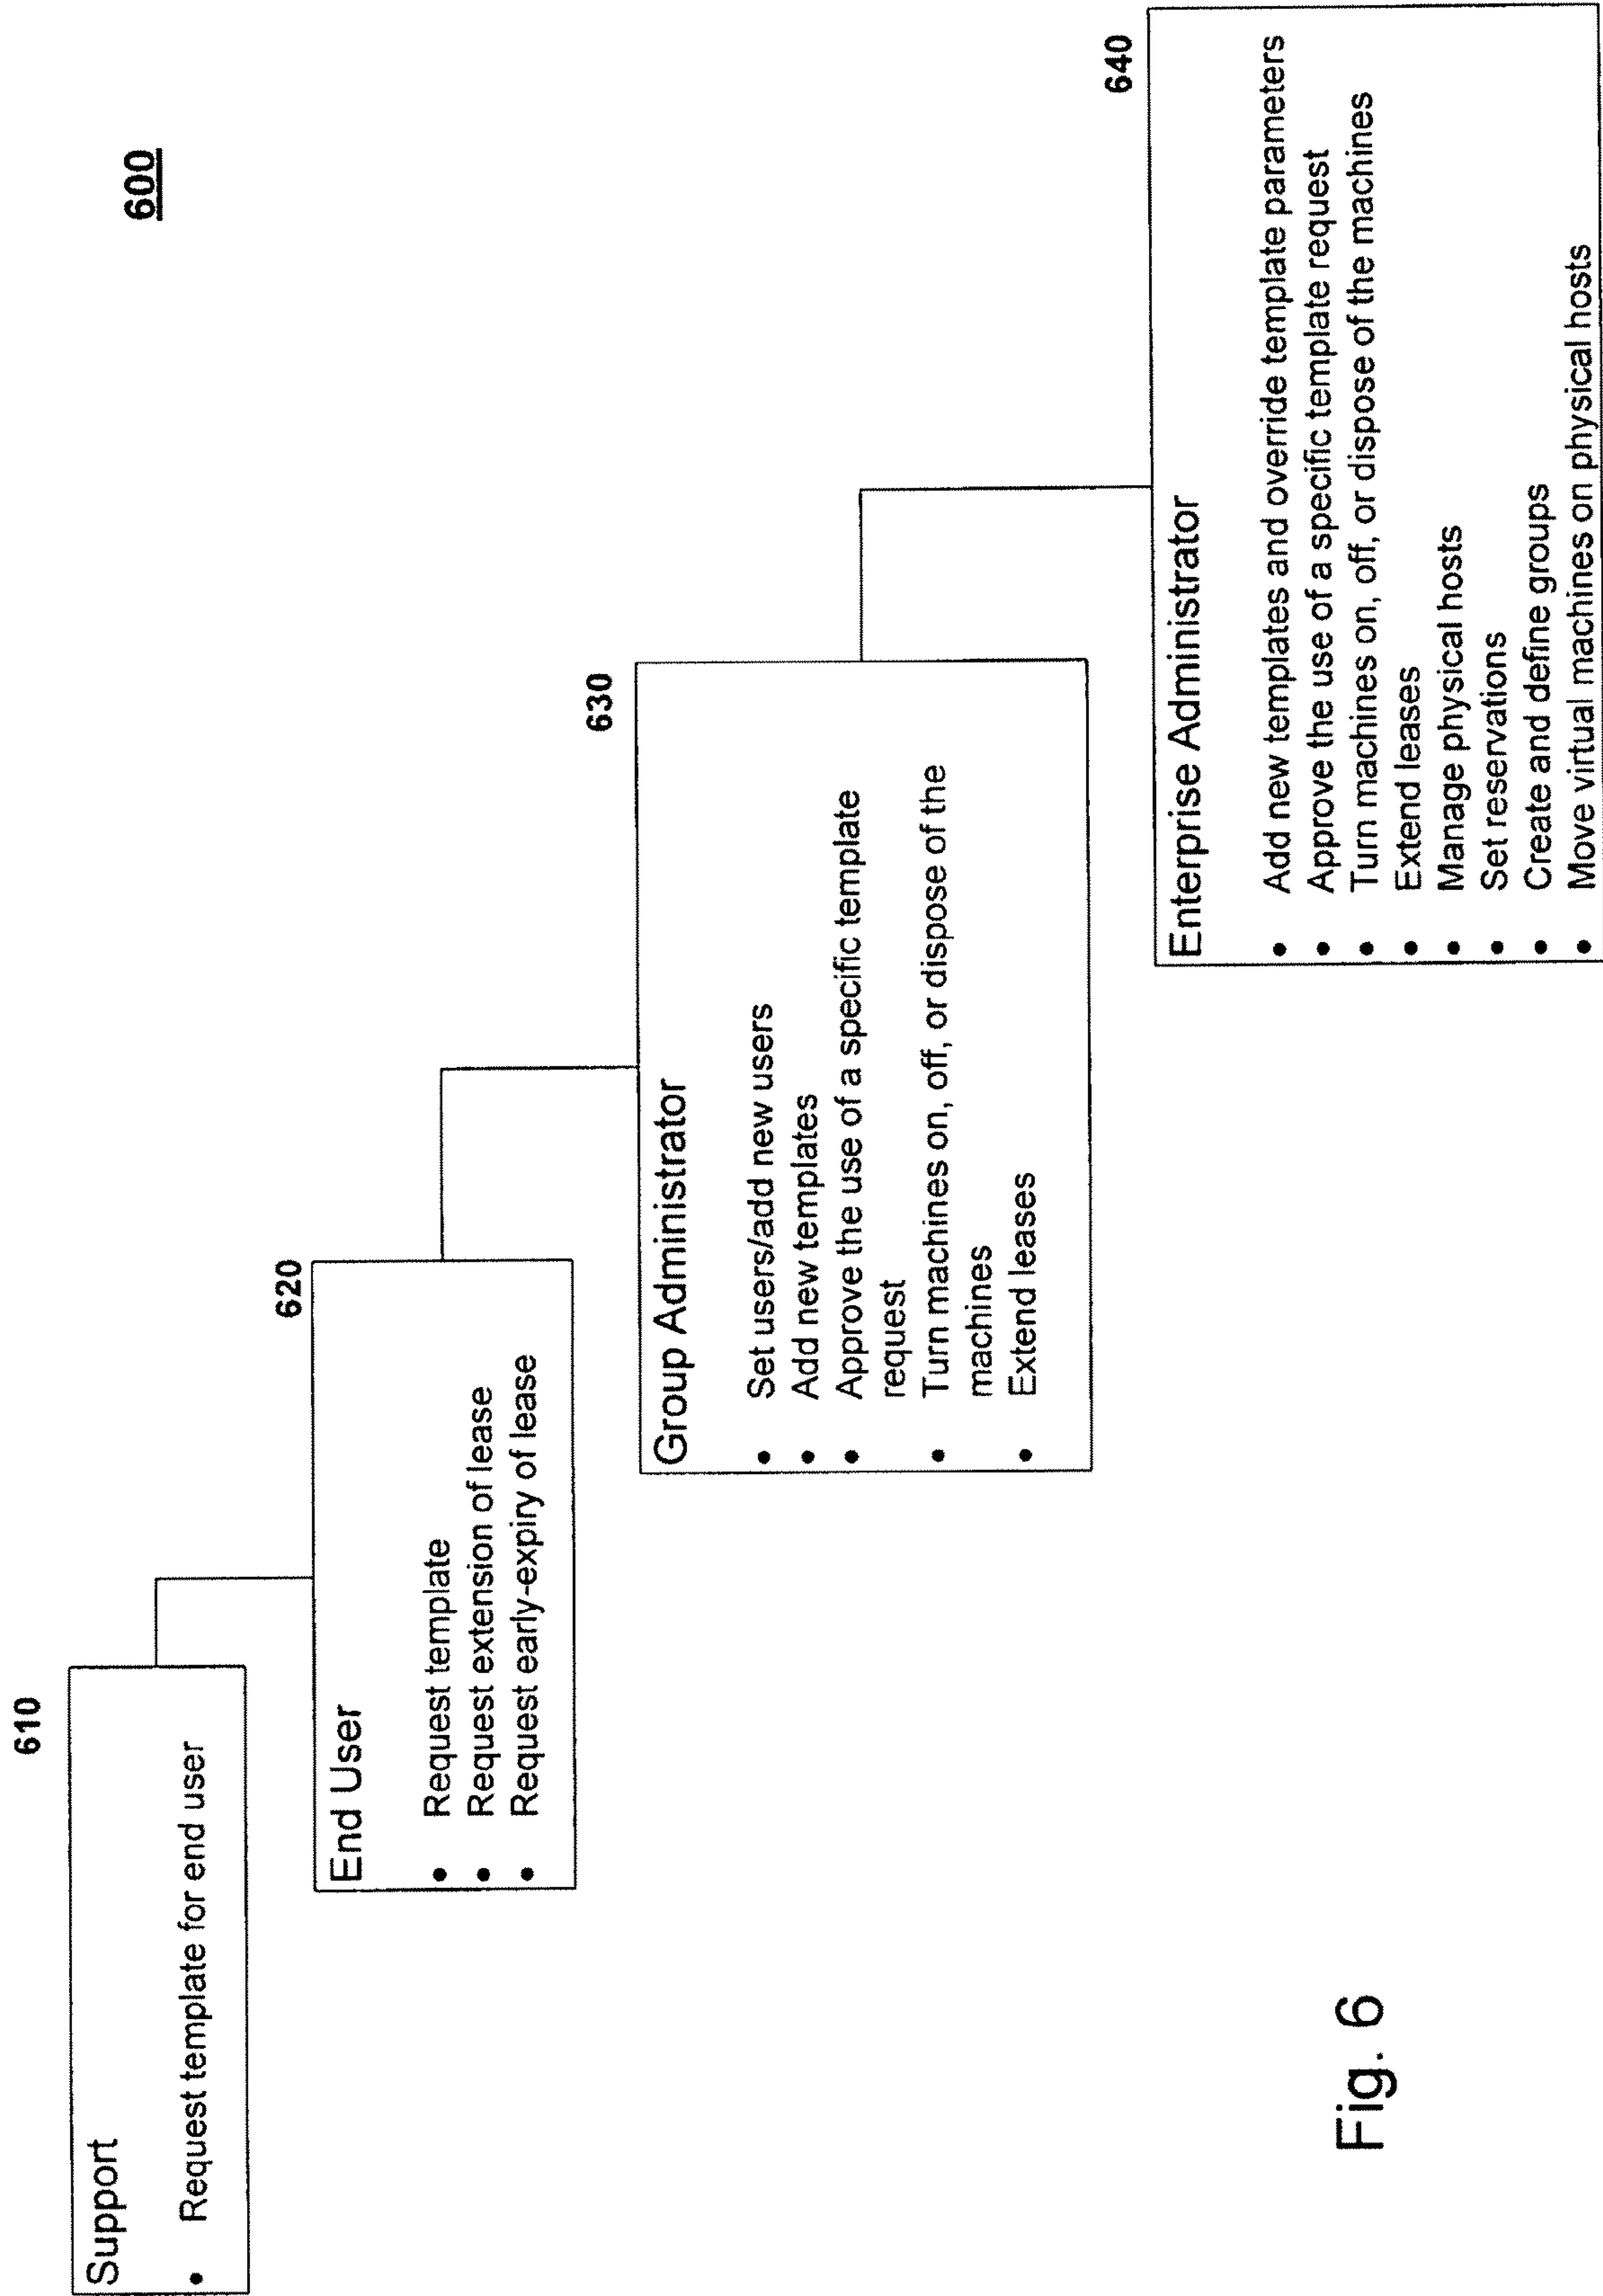 600
610
Support
• Request template for end user
620
End User
• Request template
• Request extension of lease
• Request early-expiry of lease
630
Group Administrator
• Set users/add new users
• Add new templates
• Approve the use of a specific template
request
• Turn machines on, off, or dispose of the
machines
• Extend leases
640
Enterprise Administrator
• Add new templates and override template parameters
• Approve the use of a specific template request
• Turn machines on, off, or dispose of the machines
• Extend leases
• Manage physical hosts
• Set reservations
• Create and define groups
• Move virtual machines on physical hosts
Fig. 6